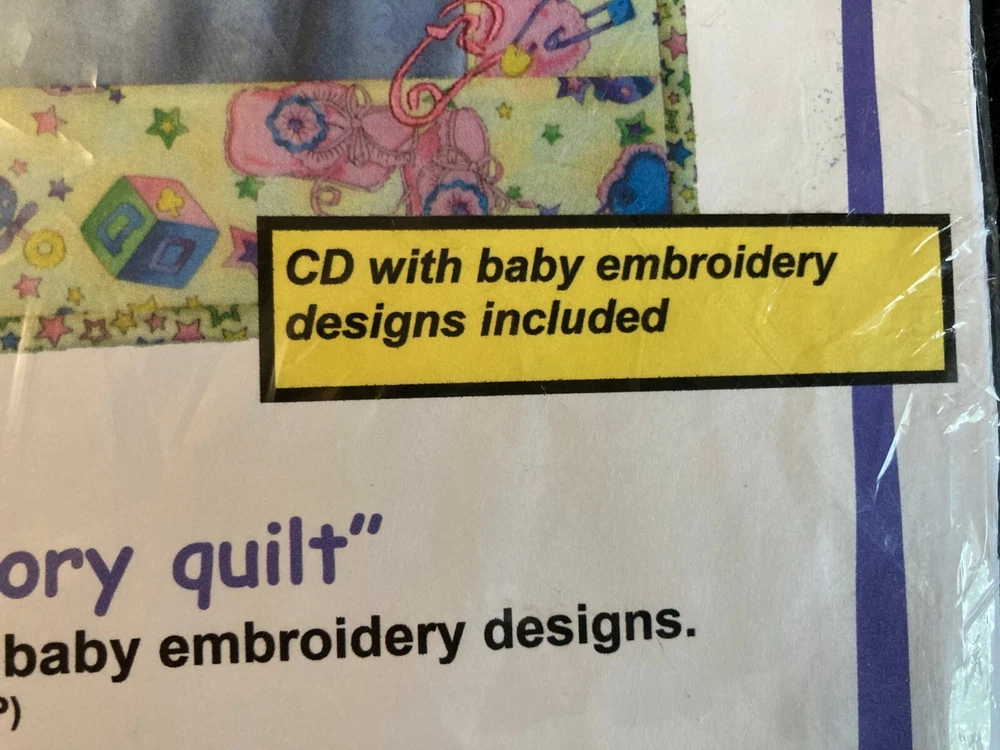 CD with baby embroidery
designs included
ory quilt”
baby embroidery designs.
P)